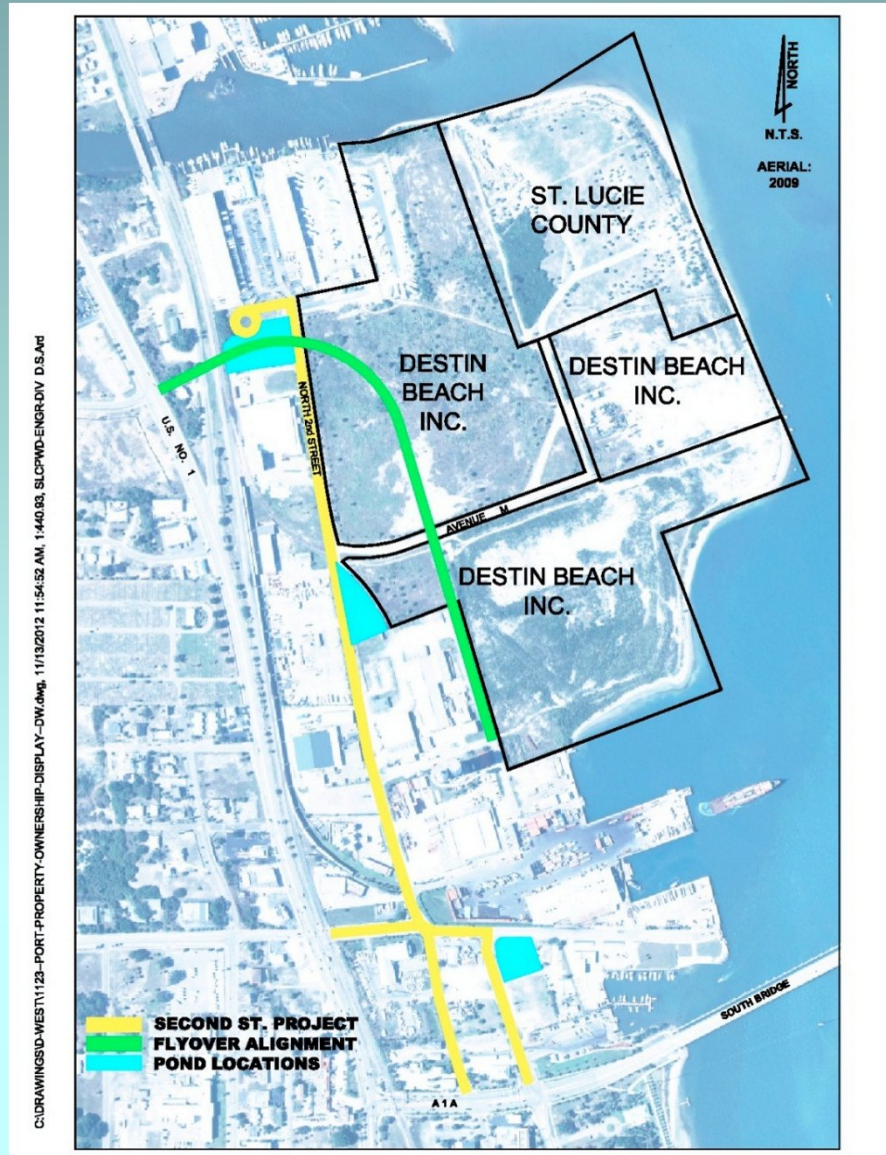 NORTH
N.T.S.
AERIAL:
2009
ST. LUCIE
COUNTY
DESTIN
BEACH
INC.
DESTIN BEACH
INC.
NORTH 2nd STREET
U.S. NO. 1
AVENUE M
DESTIN BEACH
INC.
SOUTH BRIDGE
SECOND ST. PROJECT
FLYOVER ALIGNMENT
POND LOCATIONS
A1A
C:\DRAWINGS\D-WEST\1123--PORT-PROPERTY-OWNERSHIP-DISPLAY--DW.dwg, 11/13/2012 11:54:52 AM, 1:440.93, SLCPWD-ENGR-DIV D.S.Ard